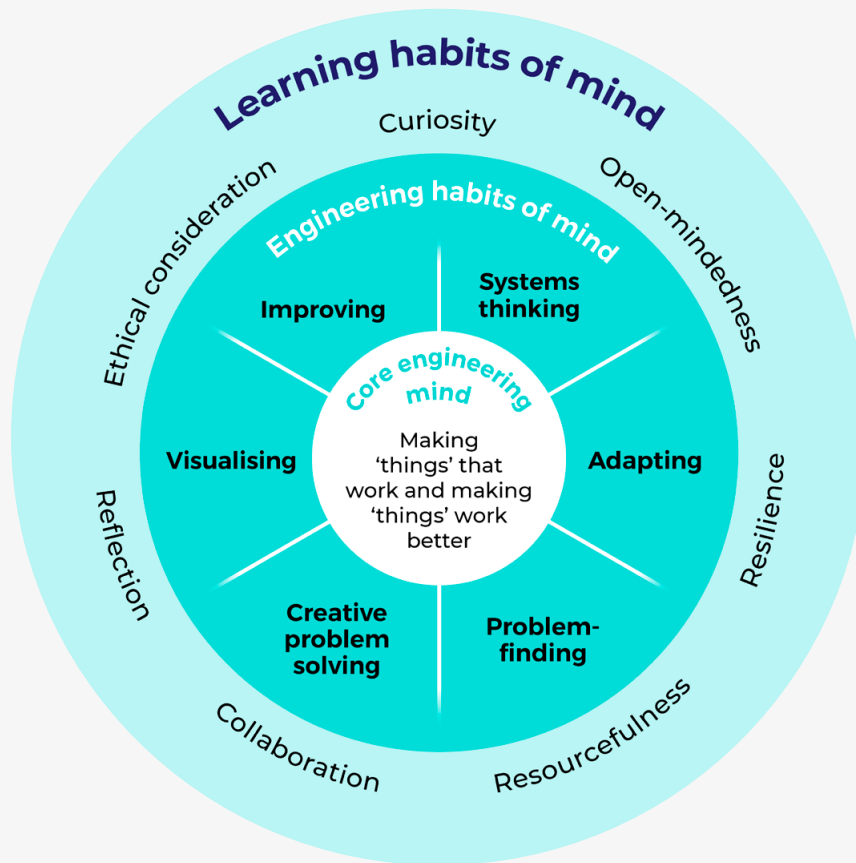 Learning habits of mind
Curiosity
Open-mindedness
Resilience
Resourcefulness
Collaboration
Reflection
Ethical consideration
Engineering habits of mind
Systems
thinking
Adapting
Problem-
finding
Creative
problem
solving
Visualising
Improving
Core engineering
mind
Making
‘things’ that
work and making
‘things’ work
better